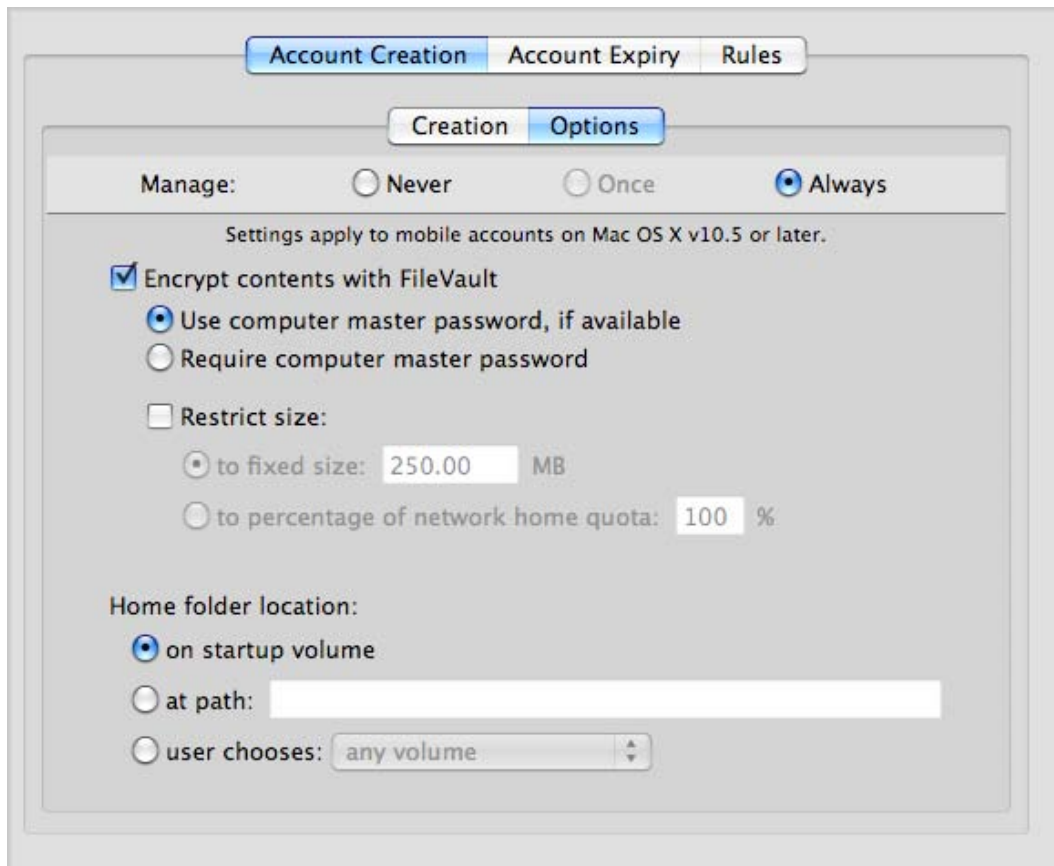 Account Creation Account Expiry Rules
Creation Options
Manage: Never Once Always
Settings apply to mobile accounts on Mac OS X v10.5 or later.
Encrypt contents with FileVault
Use computer master password, if available
Require computer master password
Restrict size:
to fixed size: 250.00 MB
to percentage of network home quota: 100 %
Home folder location:
on startup volume
at path:
user chooses: any volume